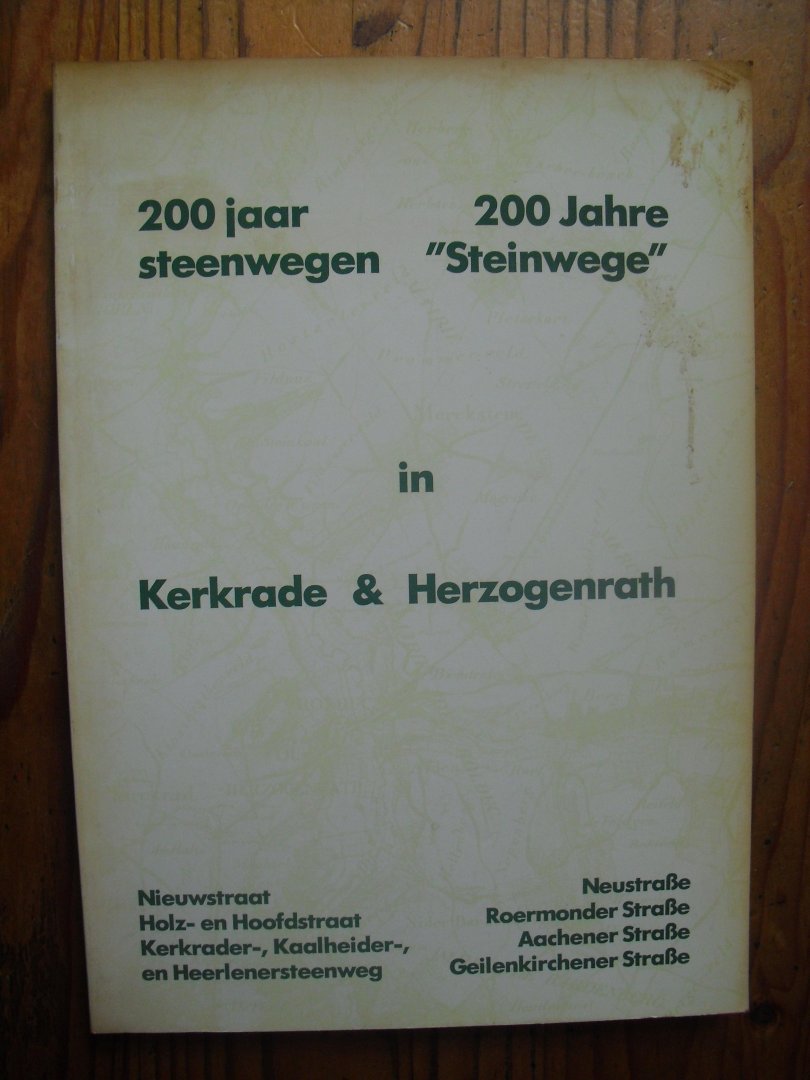 200 jaar
steenwegen
200 Jahre
"Steinwege"
in
Kerkrade & Herzogenrath
Nieuwstraat
Holz- en Hoofdstraat
Kerkrader-, Kaalheider-,
en Heerlenersteenweg
Neustraße
Roermonder Straße
Aachener Straße
Geilenkirchener Straße